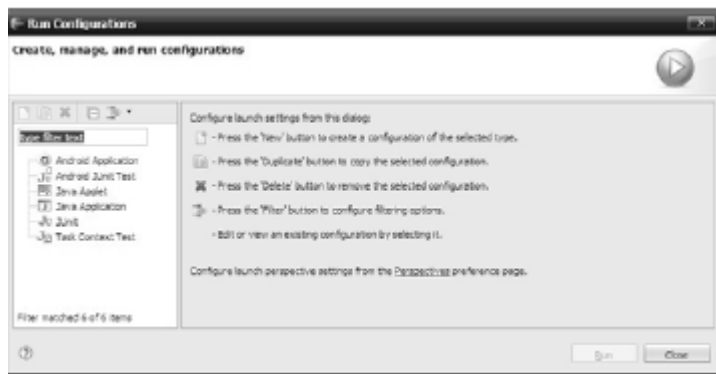 Run Configurations
Create, manage, and run configurations
type filter text
Android Application
Android JUnit Test
Java Applet
Java Application
JUnit
Task Context Test
Filter matched 6 of 6 items
Configure launch settings from this dialog:
- Press the 'New' button to create a configuration of the selected type.
- Press the 'Duplicate' button to copy the selected configuration.
- Press the 'Delete' button to remove the selected configuration.
- Press the 'Filter' button to configure filtering options.
- Edit or view an existing configuration by selecting it.
Configure launch perspective settings from the Perspectives preference page.
Run
Close